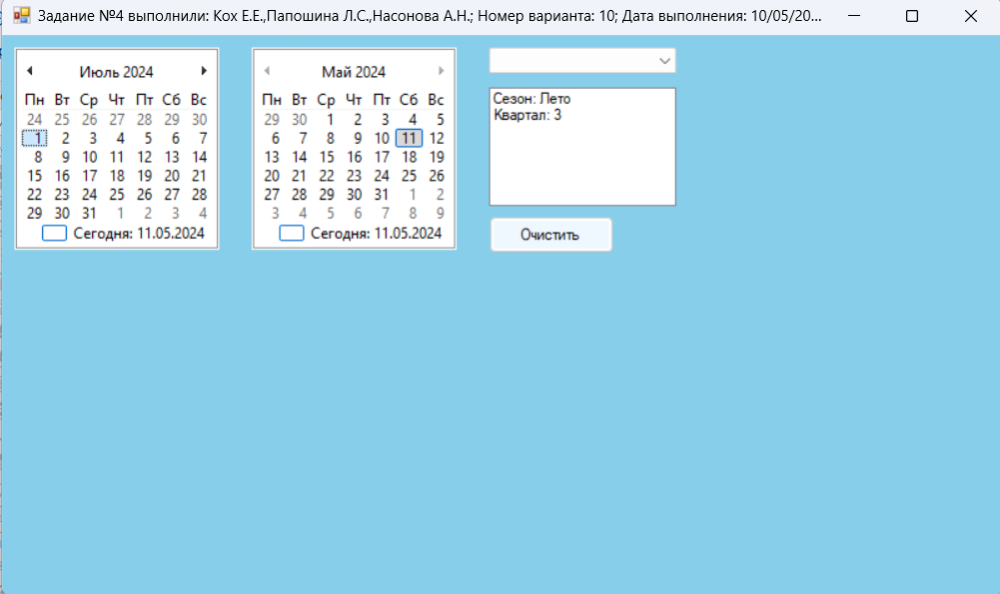 Задание №4 выполнили: Кох Е.Е.,Папошина Л.С.,Насонова А.Н.; Номер варианта: 10; Дата выполнения: 10/05/20...
Июль 2024
Пн Вт Ср Чт Пт Сб Вс
24 25 26 27 28 29 30
1 2 3 4 5 6 7
8 9 10 11 12 13 14
15 16 17 18 19 20 21
22 23 24 25 26 27 28
29 30 31 1 2 3 4
Сегодня: 11.05.2024
Май 2024
Пн Вт Ср Чт Пт Сб Вс
29 30 1 2 3 4 5
6 7 8 9 10 11 12
13 14 15 16 17 18 19
20 21 22 23 24 25 26
27 28 29 30 31 1 2
3 4 5 6 7 8 9
Сегодня: 11.05.2024
Сезон: Лето
Квартал: 3
Очистить